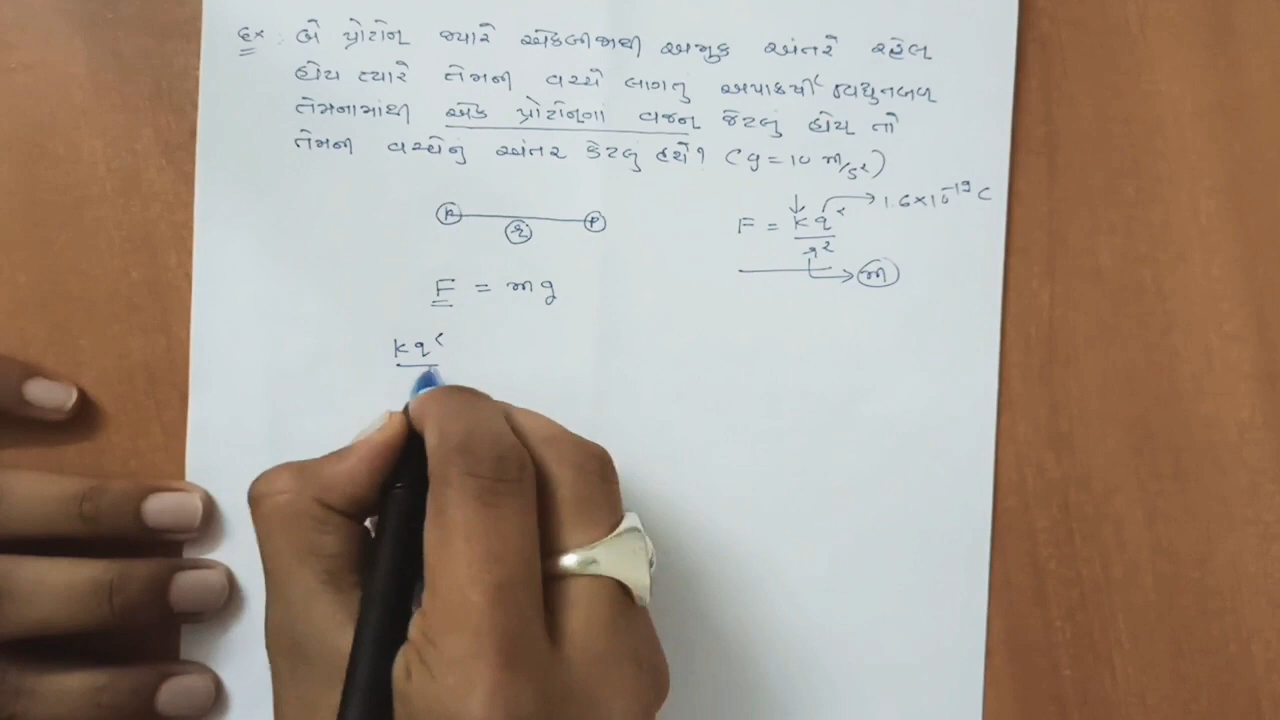 Ex : બે પ્રોટોન જ્યારે એકબીજાથી અમુક અંતરે રહેલ
હોય ત્યારે તેમની વચ્ચે લાગતુ અપાકર્ષી વિદ્યુતબળ
તેમનામાંથી એક પ્રોટોનના વજન જેટલું હોય તો
તેમની વચ્ચેનુ અંતર કેટલુ હશે? (g = 10 m/s²)
p r p
F = kq²/r² → 1.6×10⁻¹⁹ C
→ m
F = mg
kq²